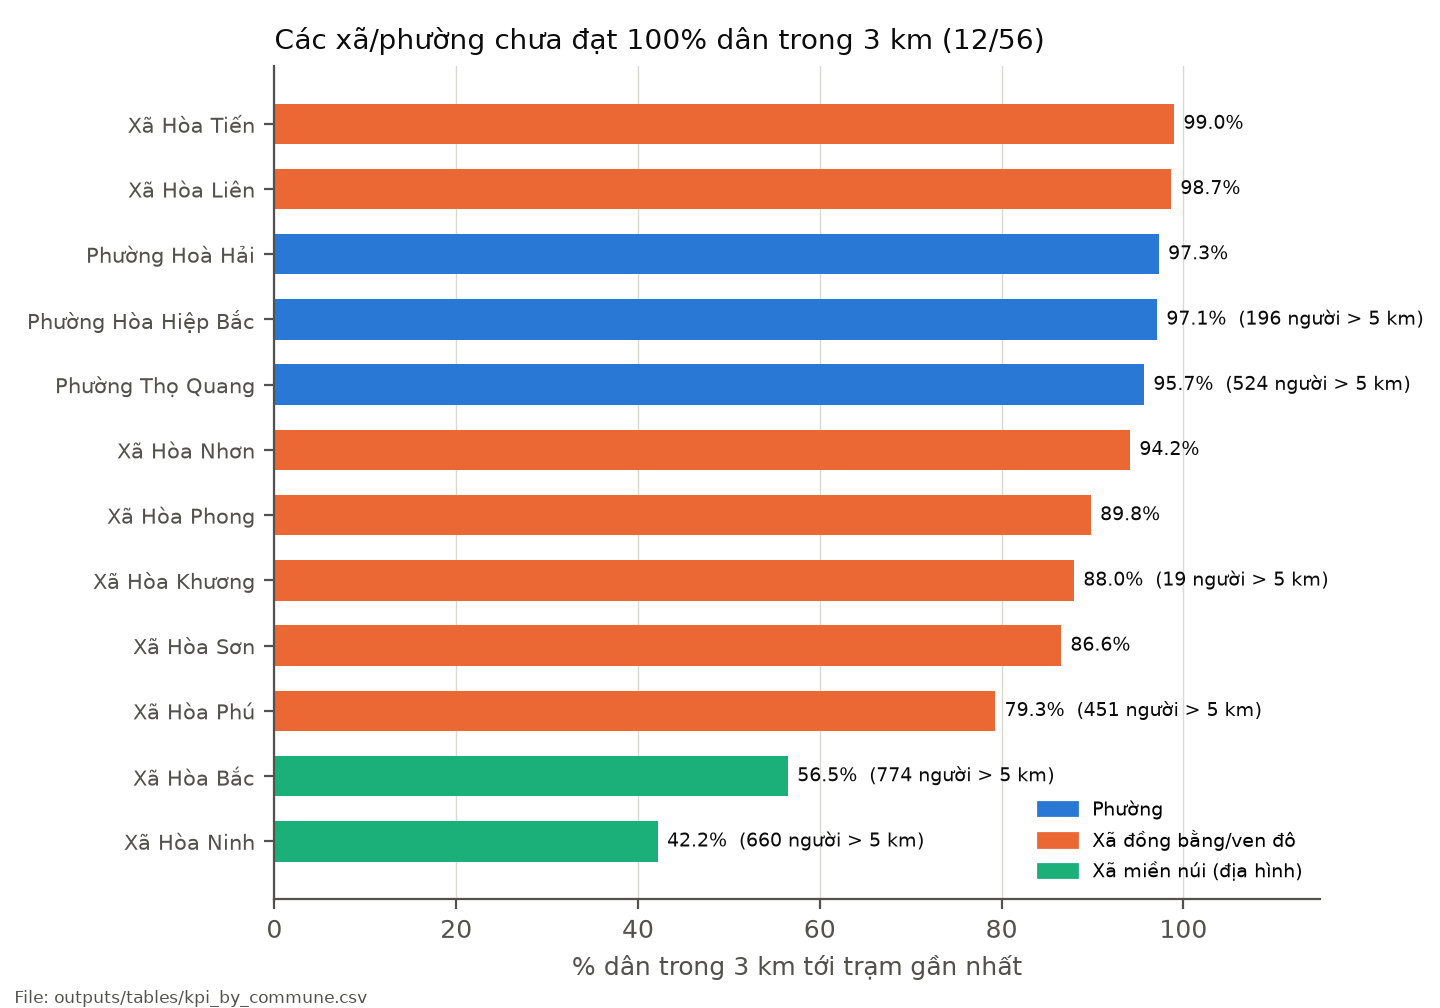 Các xã/phường chưa đạt 100% dân trong 3 km (12/56)
Xã Hòa Tiến 99.0%
Xã Hòa Liên 98.7%
Phường Hoà Hải 97.3%
Phường Hòa Hiệp Bắc 97.1% (196 người > 5 km)
Phường Thọ Quang 95.7% (524 người > 5 km)
Xã Hòa Nhơn 94.2%
Xã Hòa Phong 89.8%
Xã Hòa Khương 88.0% (19 người > 5 km)
Xã Hòa Sơn 86.6%
Xã Hòa Phú 79.3% (451 người > 5 km)
Xã Hòa Bắc 56.5% (774 người > 5 km)
Xã Hòa Ninh 42.2% (660 người > 5 km)
Phường
Xã đồng bằng/ven đô
Xã miền núi (địa hình)
0 20 40 60 80 100
% dân trong 3 km tới trạm gần nhất
File: outputs/tables/kpi_by_commune.csv